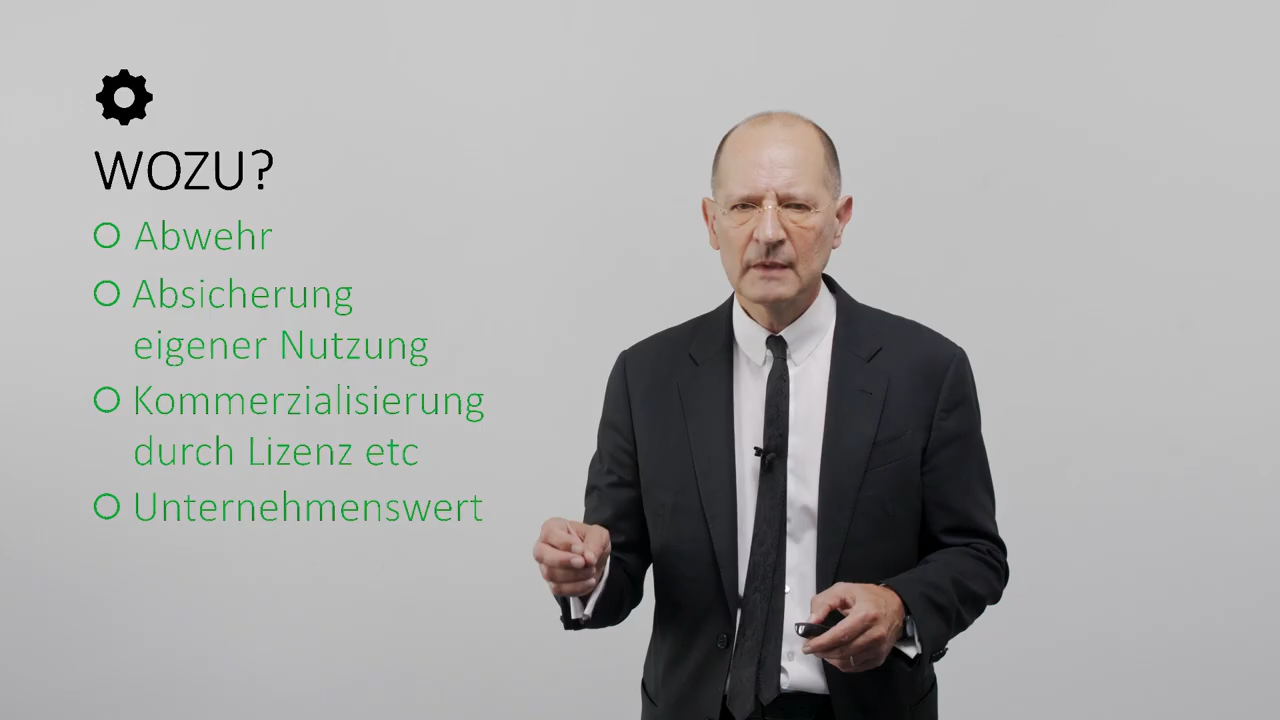 WOZU?
Abwehr
Absicherung
eigener Nutzung
Kommerzialisierung
durch Lizenz etc
Unternehmenswert